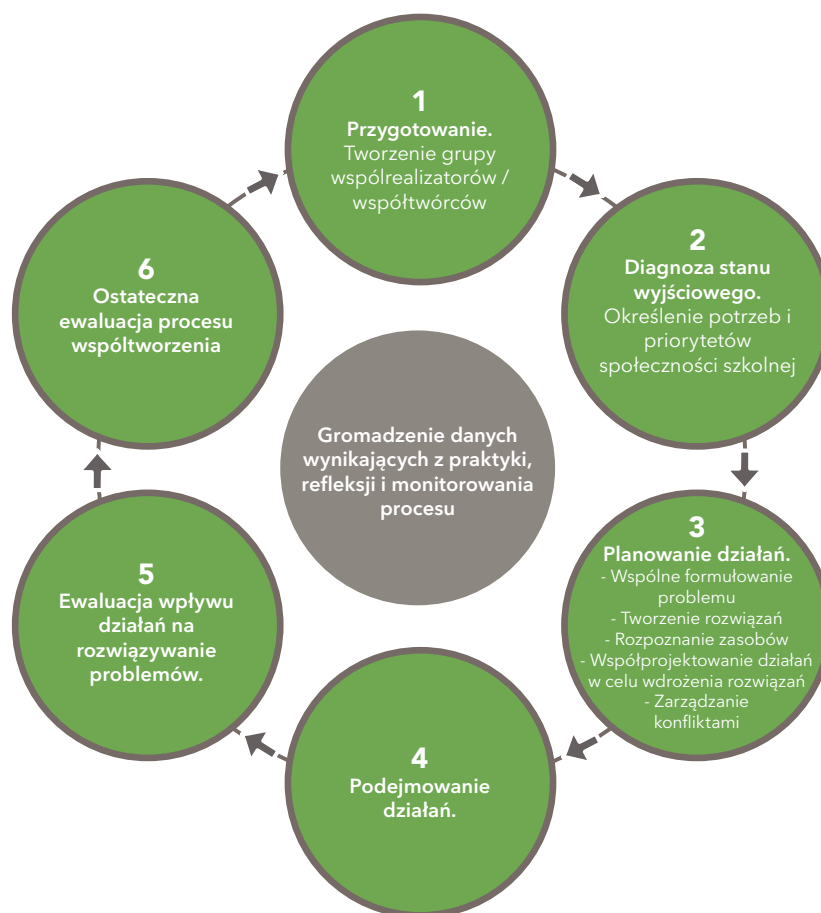 1
Przygotowanie.
Tworzenie grupy
wspólrealizatorów /
współtwórców
2
Diagnoza stanu
wyjściowego.
Określenie potrzeb i
priorytetów
społeczności szkolnej
3
Planowanie działań.
- Wspólne formułowanie
problemu
- Tworzenie rozwiązań
- Rozpoznanie zasobów
- Współprojektowanie działań
w celu wdrożenia rozwiązań
- Zarządzanie
konfliktami
4
Podejmowanie
działań.
5
Ewaluacja wpływu
działań na
rozwiązywanie
problemów.
6
Ostateczna
ewaluacja procesu
wspóltworzenia
Gromadzenie danych
wynikających z praktyki,
refleksji i monitorowania
procesu